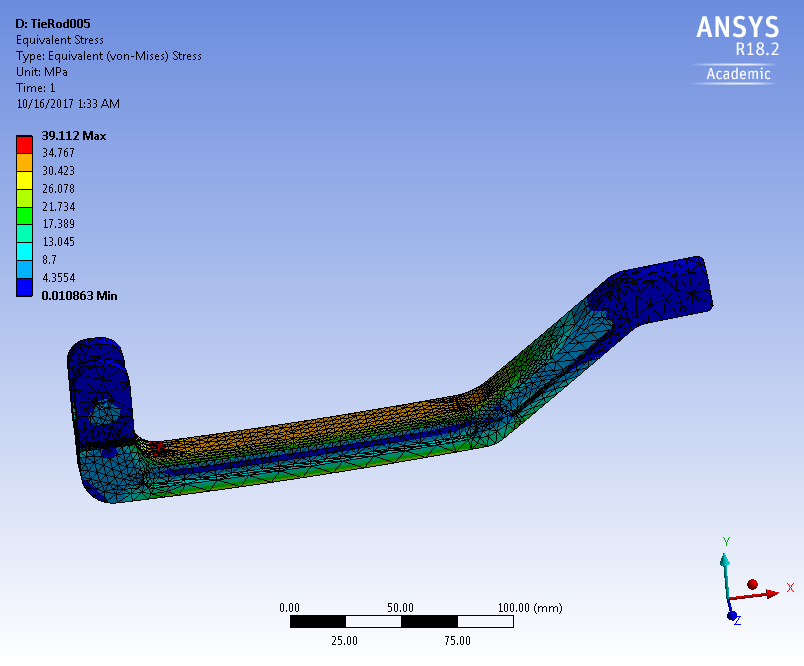 D: TieRod005
Equivalent Stress
Type: Equivalent (von-Mises) Stress
Unit: MPa
Time: 1
10/16/2017 1:33 AM
ANSYS
R18.2
Academic
39.112 Max
34.767
30.423
26.078
21.734
17.389
13.045
8.7
4.3554
0.010863 Min
Y
X
Z
0.00 50.00 100.00 (mm)
25.00 75.00